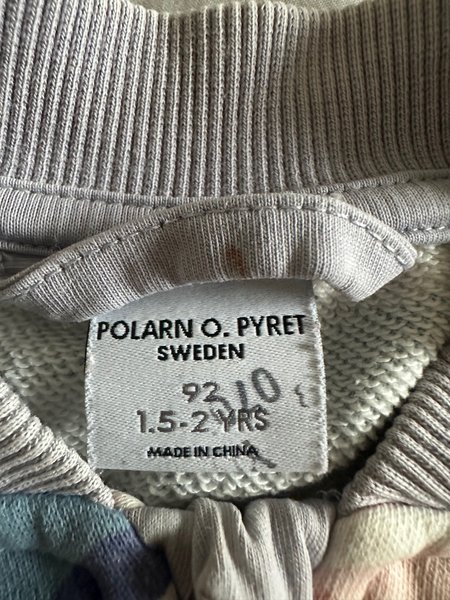 POLARN O. PYRET
SWEDEN
92
1.5-2 YRS
MADE IN CHINA